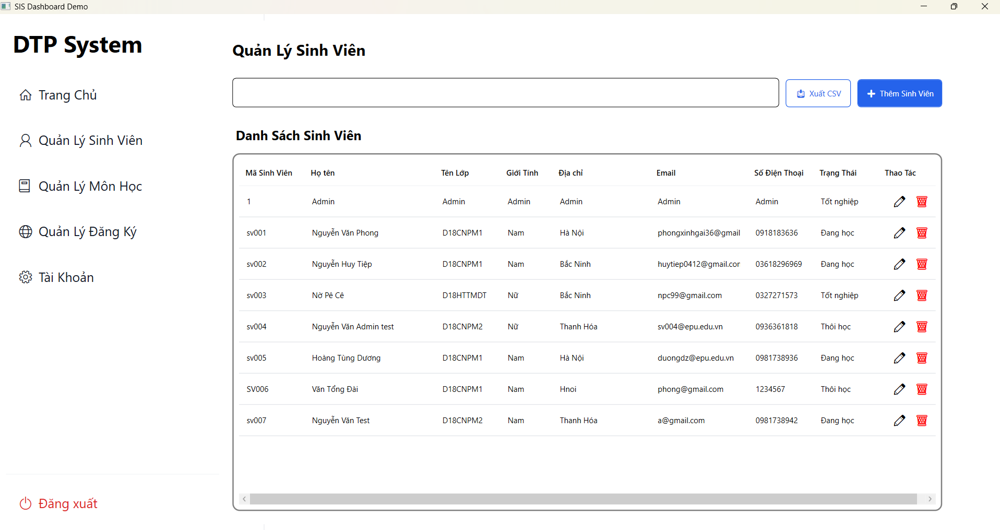 SIS Dashboard Demo
DTP System
Trang Chủ
Quản Lý Sinh Viên
Quản Lý Môn Học
Quản Lý Đăng Ký
Tài Khoản
Đăng xuất
Quản Lý Sinh Viên
Xuất CSV
Thêm Sinh Viên
Danh Sách Sinh Viên
Mã Sinh Viên Họ tên Tên Lớp Giới Tính Địa chỉ Email Số Điện Thoại Trạng Thái Thao Tác
1 Admin Admin Admin Admin Admin Admin Tốt nghiệp
sv001 Nguyễn Văn Phong D18CNPM1 Nam Hà Nội phongxinhgai36@gmail 0918183636 Đang học
sv002 Nguyễn Huy Tiệp D18CNPM1 Nam Bắc Ninh huytiep0412@gmail.cor 03618296969 Đang học
sv003 Nờ Pê Cê D18HTTMDT Nữ Bắc Ninh npc99@gmail.com 0327271573 Tốt nghiệp
sv004 Nguyễn Văn Admin test D18CNPM2 Nữ Thanh Hóa sv004@epu.edu.vn 0936361818 Thôi học
sv005 Hoàng Tùng Dương D18CNPM1 Nam Hà Nội duongdz@epu.edu.vn 0981738936 Đang học
SV006 Văn Tổng Đài D18CNPM1 Nam Hnoi phong@gmail.com 1234567 Thôi học
sv007 Nguyễn Văn Test D18CNPM2 Nam Thanh Hóa a@gmail.com 0981738942 Đang học